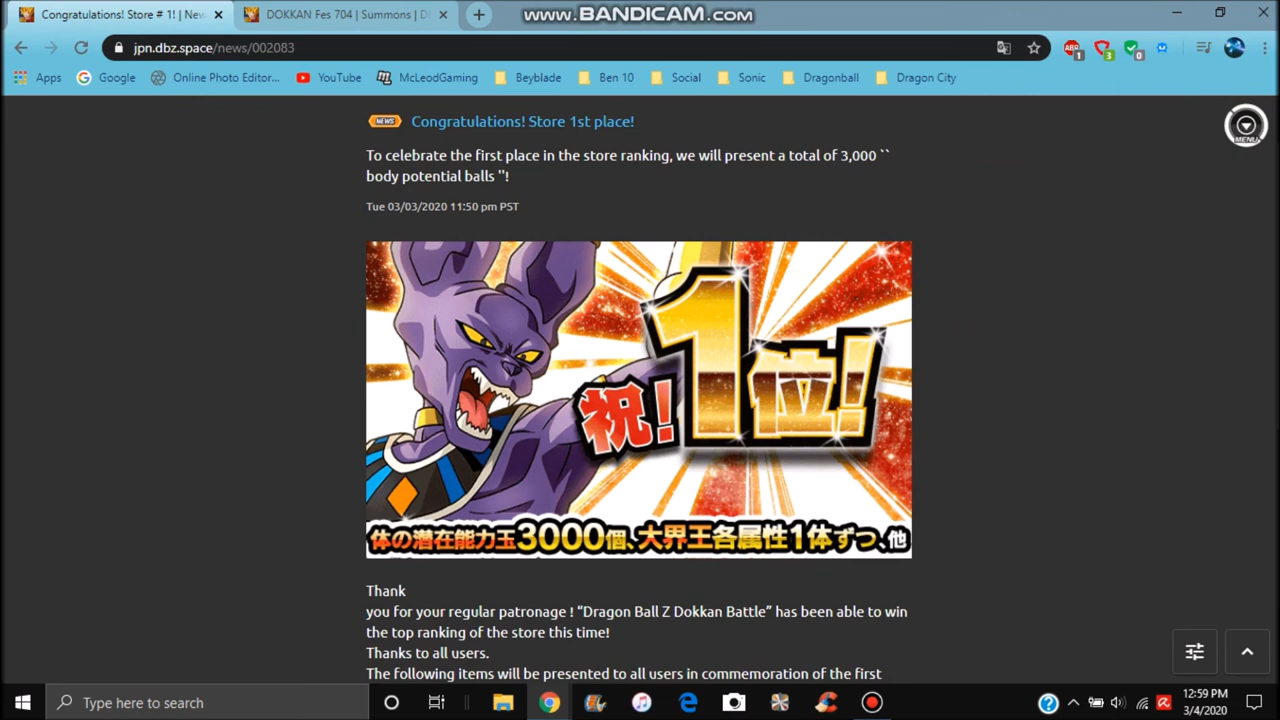 www.BANDICAM.com
Congratulations! Store # 1! | New
DOKKAN Fes 704 | Summons | D
jpn.dbz.space/news/002083
ABP
1
3
0
Apps
Google
Online Photo Editor...
YouTube
McLeodGaming
Beyblade
Ben 10
Social
Sonic
Dragonball
Dragon City
NEWS
Congratulations! Store 1st place!
MENU
To celebrate the first place in the store ranking, we will present a total of 3,000 ``
body potential balls ''!
Tue 03/03/2020 11:50 pm PST
祝! 1位!
体の潜在能力玉3000個、大界王各属性1体ずつ、他
Thank
you for your regular patronage ! “Dragon Ball Z Dokkan Battle” has been able to win
the top ranking of the store this time!
Thanks to all users.
The following items will be presented to all users in commemoration of the first
Type here to search
12:59 PM
3/4/2020